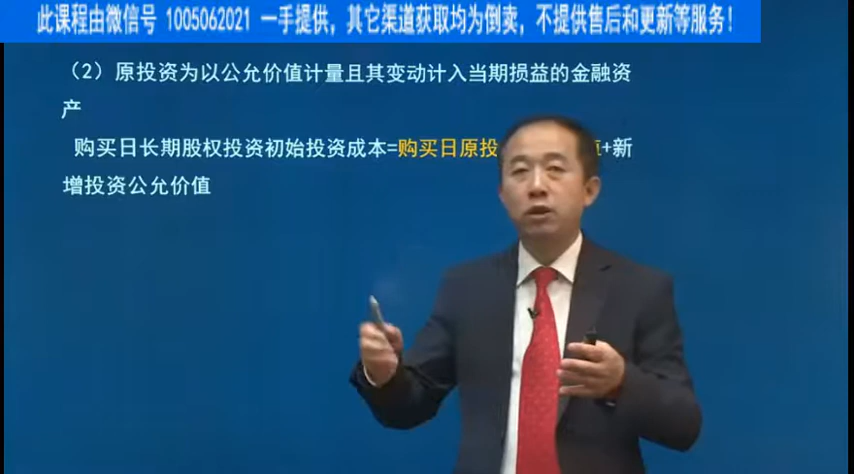 此课程由微信号 1005062021 一手提供，其它渠道获取均为倒卖，不提供售后和更新等服务！
（2）原投资为以公允价值计量且其变动计入当期损益的金融资
产
购买日长期股权投资初始投资成本=购买日原投 +新
增投资公允价值